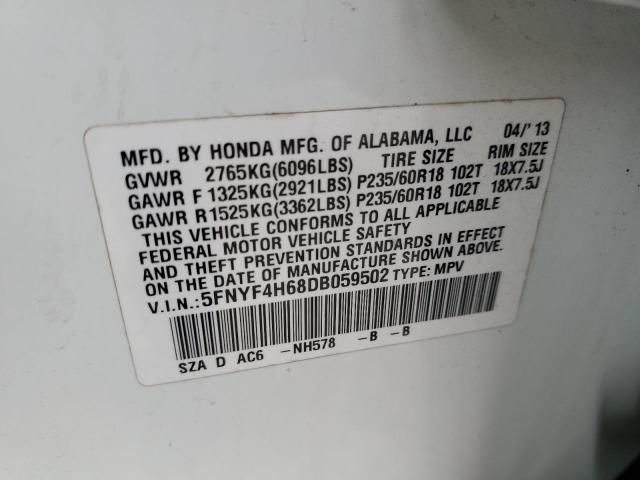 MFD. BY HONDA MFG. OF ALABAMA, LLC 04/'13
GVWR 2765KG(6096LBS) TIRE SIZE RIM SIZE
GAWR F 1325KG(2921LBS) P235/60R18 102T 18X7.5J
GAWR R 1525KG(3362LBS) P235/60R18 102T 18X7.5J
THIS VEHICLE CONFORMS TO ALL APPLICABLE
FEDERAL MOTOR VEHICLE SAFETY
AND THEFT PREVENTION STANDARDS IN EFFECT
ON THE DATE OF MANUFACTURE SHOWN ABOVE.
V.I.N.: 5FNYF4H68DB059502 TYPE: MPV
SZA D AC6 -NH578 -B -B